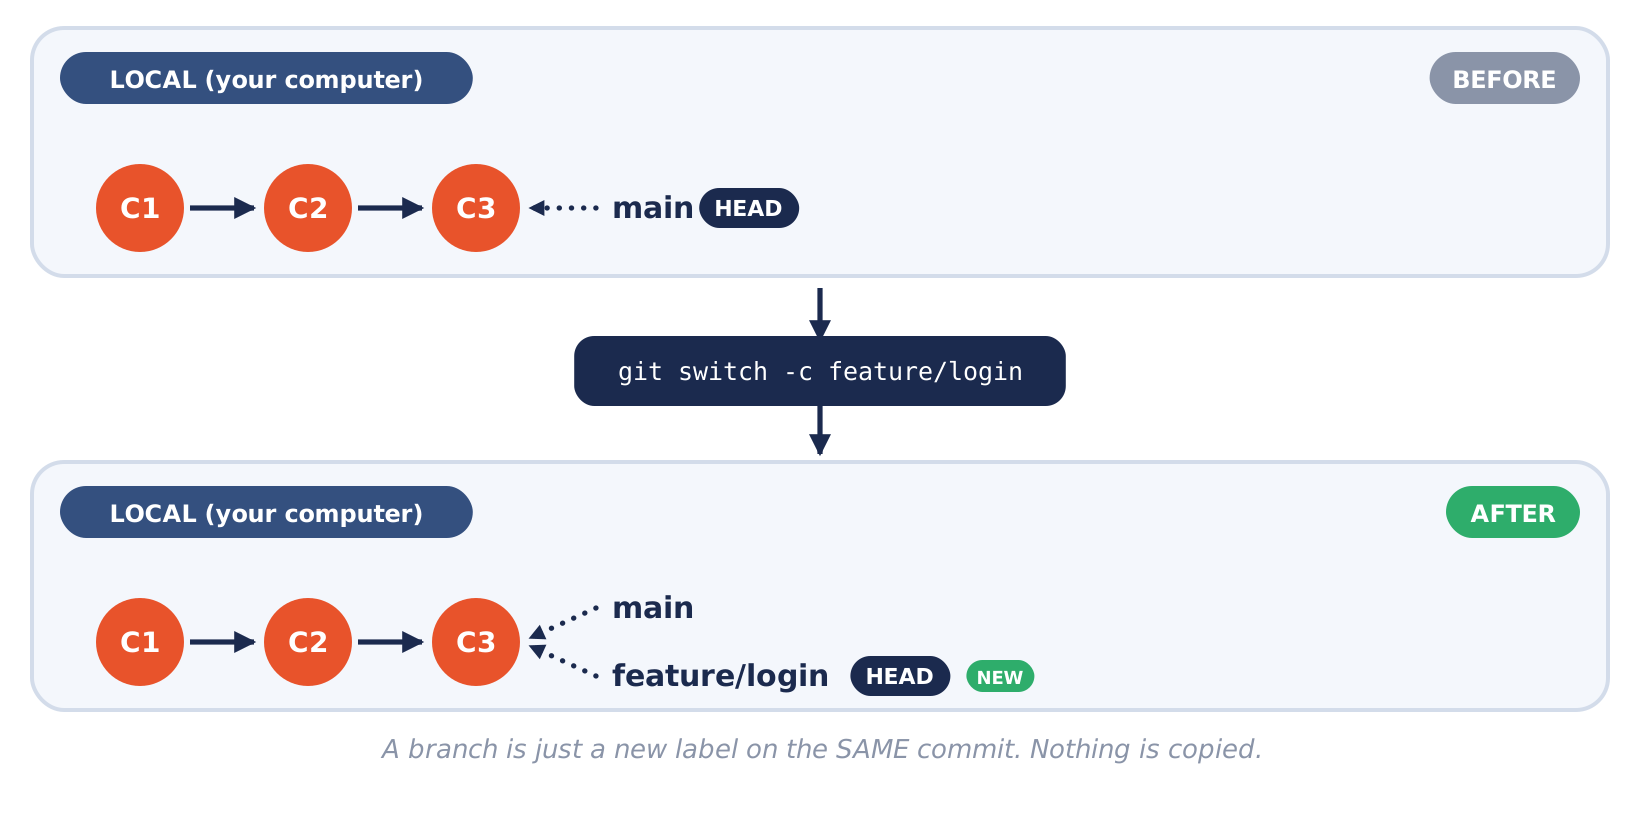 LOCAL (your computer)
BEFORE
C1 C2 C3 main HEAD
git switch -c feature/login
LOCAL (your computer)
AFTER
main
C1 C2 C3
feature/login HEAD NEW
A branch is just a new label on the SAME commit. Nothing is copied.